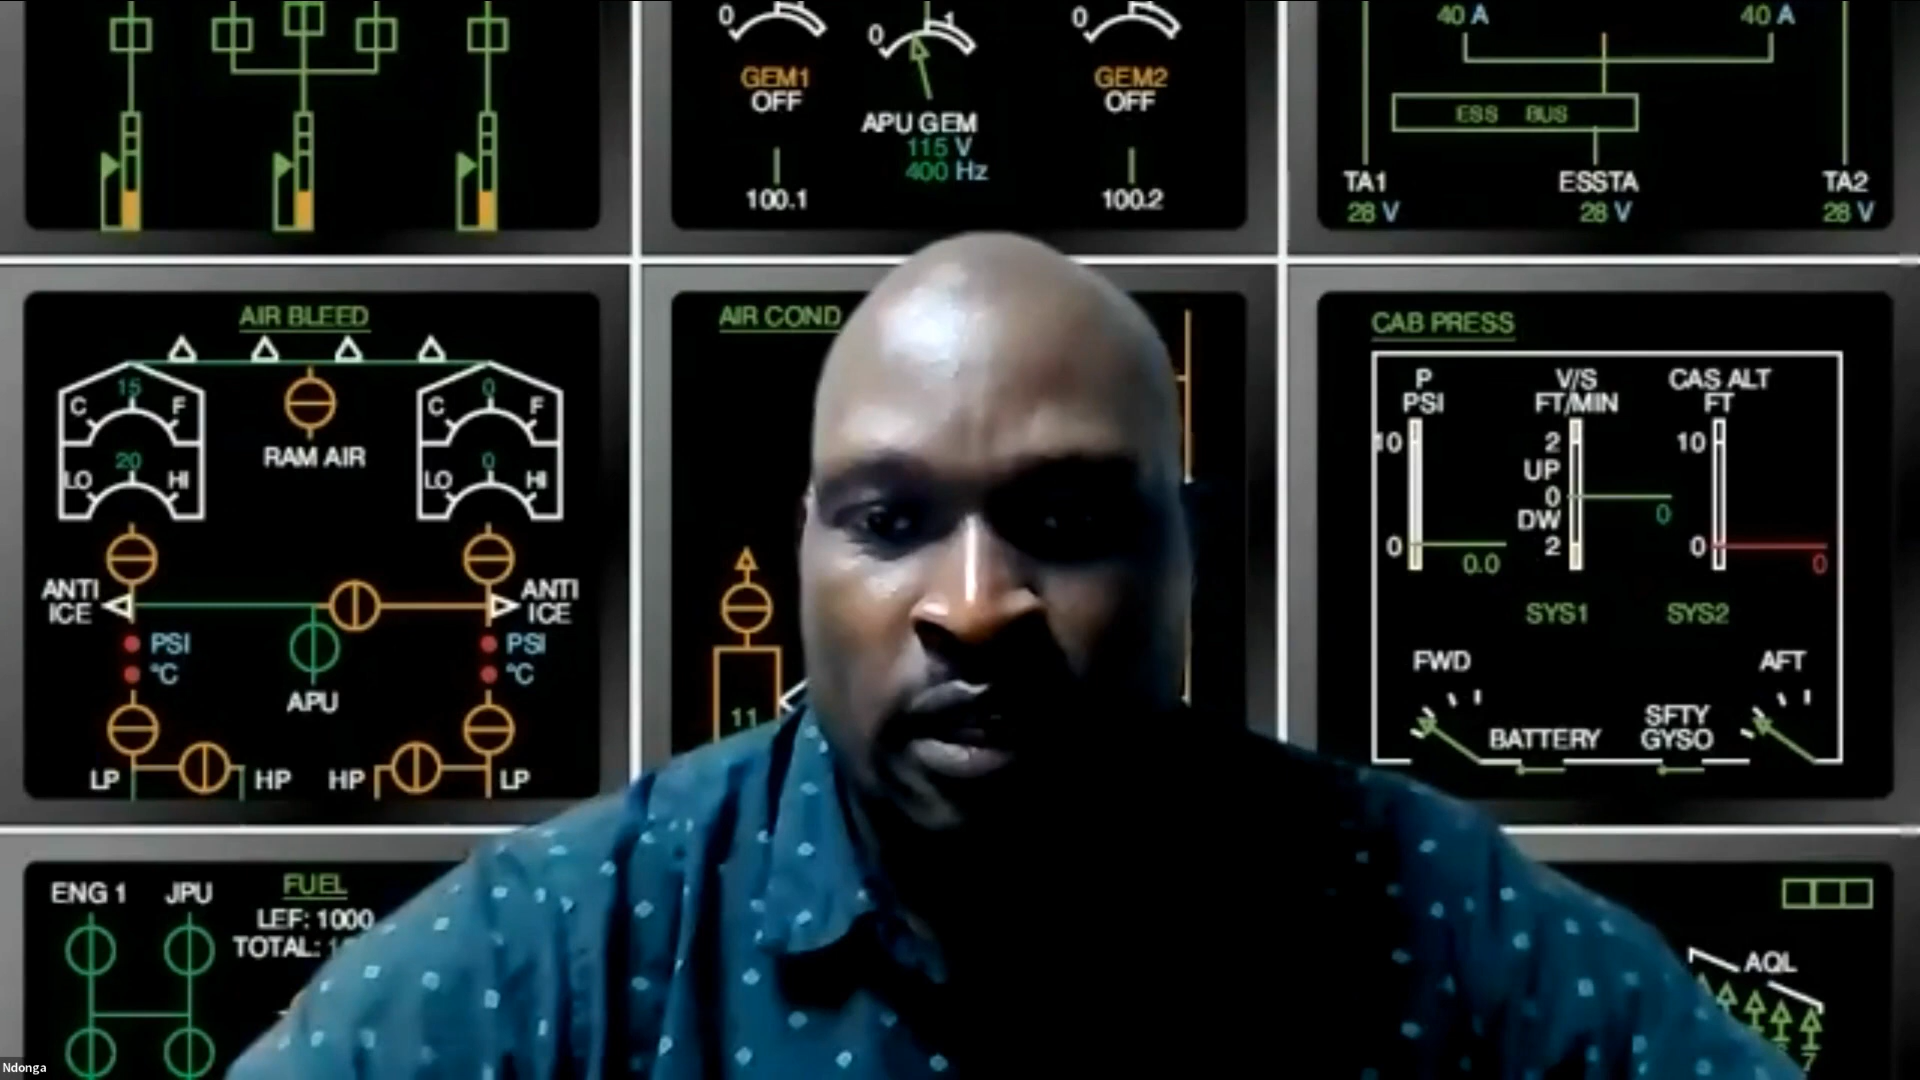 40 A 40 A
0 1 0 1 0
GEM1 GEM2
OFF OFF
APU GEM
115 V
400 Hz
100.1 100.2
ESS BUS
TA1 ESSTA TA2
28 V 28 V 28 V
AIR BLEED
15 0
C F C F
RAM AIR
20 0
LO HI LO HI
ANTI ICE ANTI ICE
PSI PSI
°C °C
APU
LP HP HP LP
AIR COND
11
CAB PRESS
P V/S CAS ALT
PSI FT/MIN FT
10 2 10
UP
0
0
DW
0 2 0
0.0 0
SYS1 SYS2
FWD AFT
BATTERY
SFTY
GYSO
ENG 1 JPU
FUEL
LEF: 1000
TOTAL:
AQL
7
Ndonga